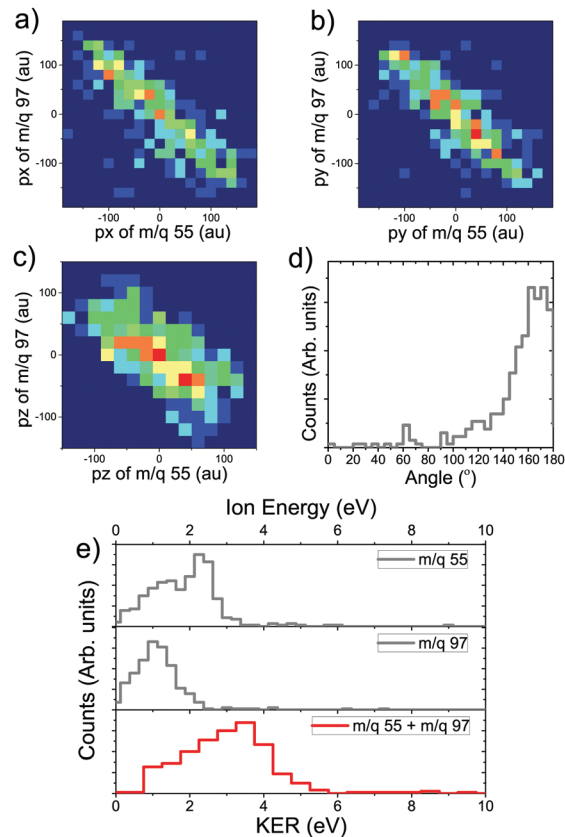 a)
px of m/q 97 (au)
100
0
-100
-100 0 100
px of m/q 55 (au)
b)
py of m/q 97 (au)
100
0
-100
-100 0 100
py of m/q 55 (au)
c)
pz of m/q 97 (au)
100
0
-100
-100 0 100
pz of m/q 55 (au)
d)
Counts (Arb. units)
0 20 40 60 80 100 120 140 160 180
Angle (°)
e)
Ion Energy (eV)
0 2 4 6 8 10
m/q 55
m/q 97
m/q 55 + m/q 97
Counts (Arb. units)
0 2 4 6 8 10
KER (eV)